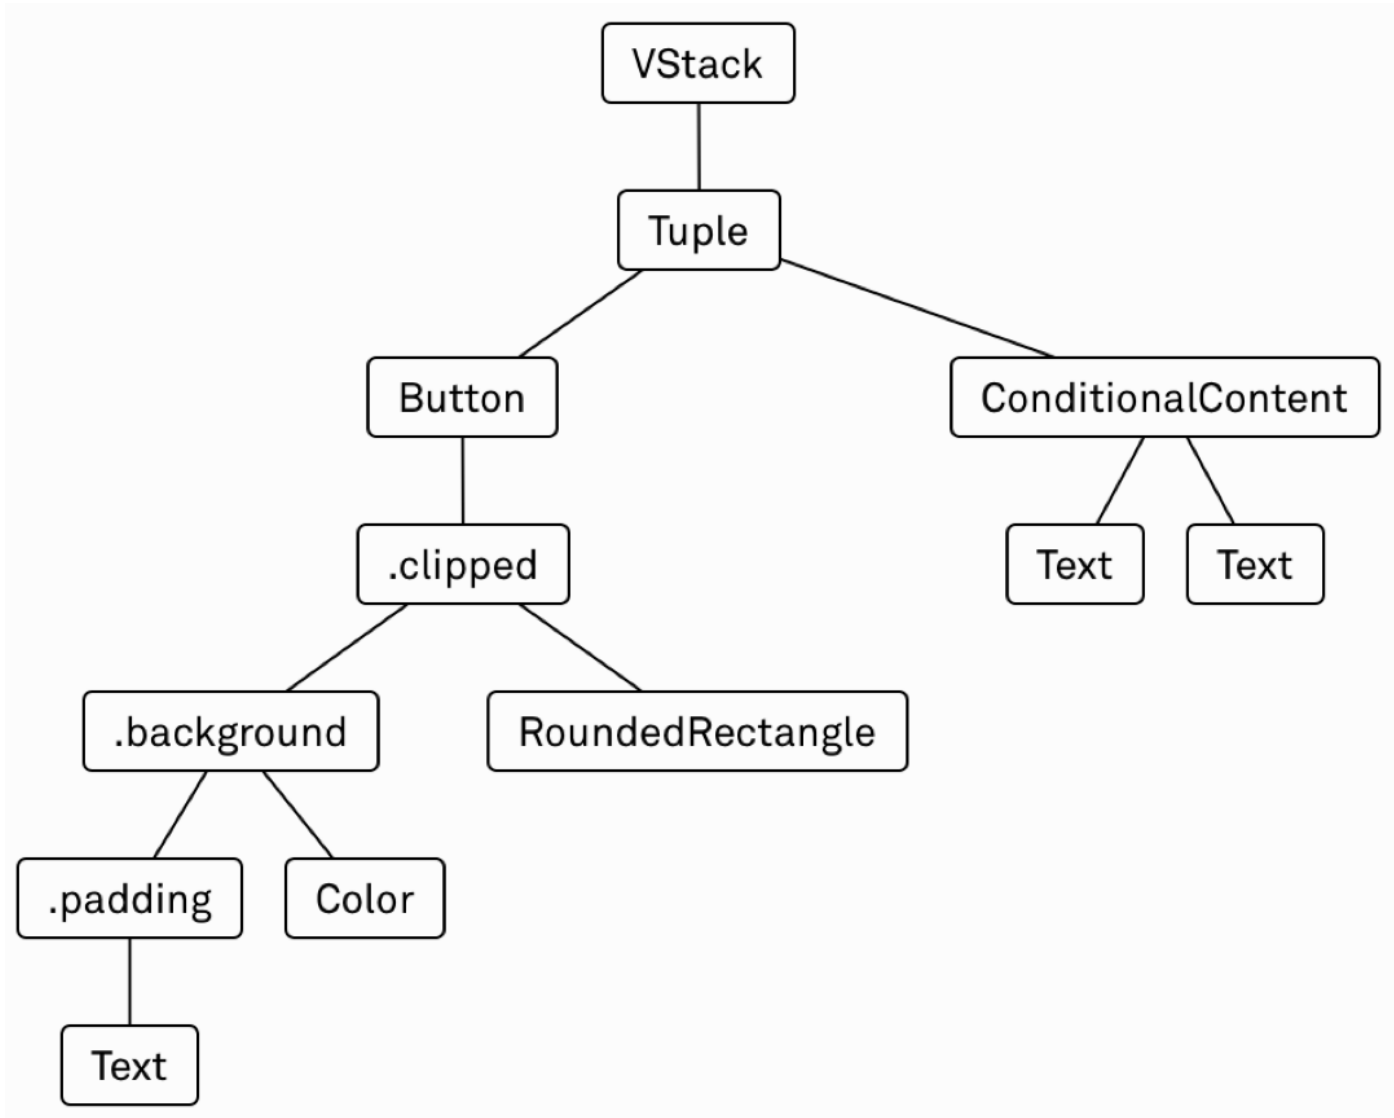 VStack
Tuple
Button
ConditionalContent
.clipped
Text
Text
.background
RoundedRectangle
.padding
Color
Text